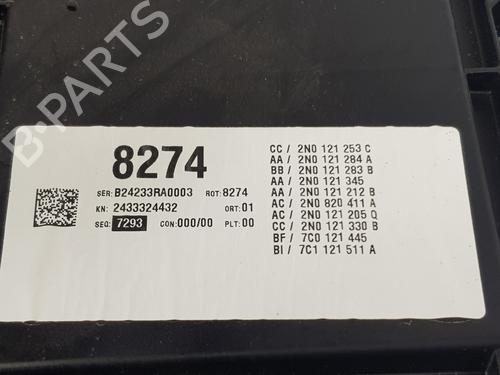 B-PARTS
8274
SER: B24233RA0003 ROT: 8274
KN: 2433324432 ORT: 01
SEQ: 7293 CON: 000/00 PLT: 00
CC / 2N0 121 253 C
AA / 2N0 121 284 A
BB / 2N0 121 283 B
AA / 2N0 121 345
AA / 2N0 121 212 B
AC / 2N0 820 411 A
AC / 2N0 121 205 Q
CC / 2N0 121 330 B
BF / 7C0 121 445
BI / 7C1 121 511 A